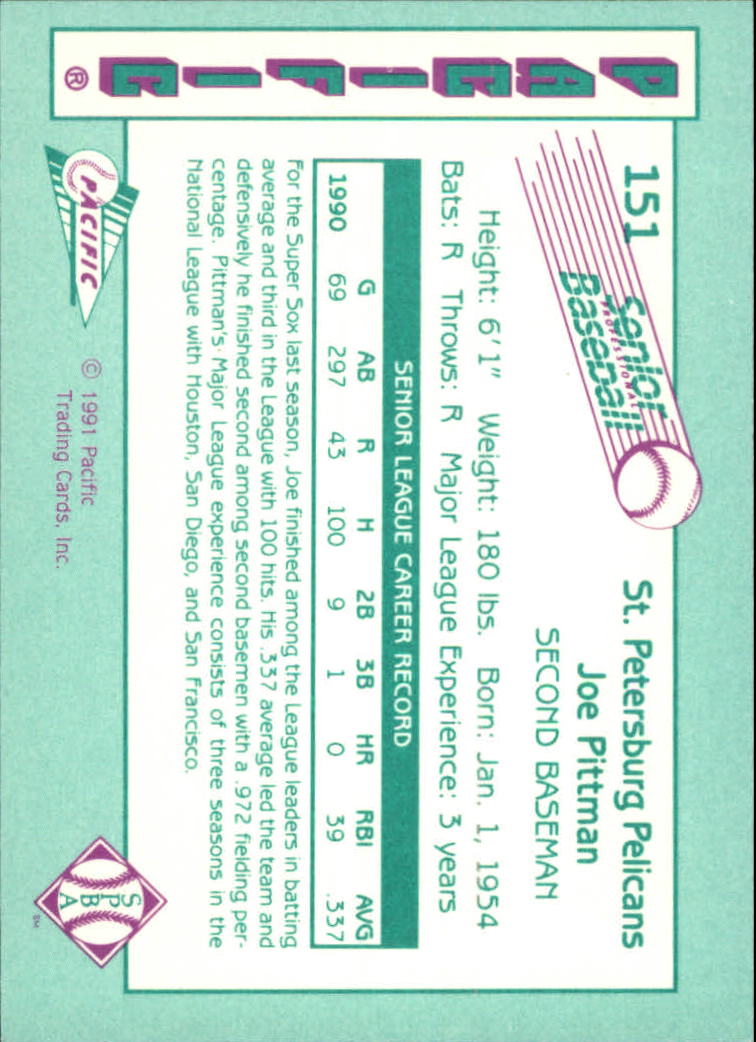 PACIFIC®
151
Senior
PROFESSIONAL
Baseball
St. Petersburg Pelicans
Joe Pittman
SECOND BASEMAN
Height: 6'1" Weight: 180 lbs. Born: Jan. 1, 1954
Bats: R Throws: R Major League Experience: 3 years
SENIOR LEAGUE CAREER RECORD
G AB R H 2B 3B HR RBI AVG
1990 69 297 43 100 9 1 0 39 .337
For the Super Sox last season, Joe finished among the League leaders in batting
average and third in the League with 100 hits. His .337 average led the team and
defensively he finished second among second basemen with a .972 fielding per-
centage. Pittman's Major League experience consists of three seasons in the
National League with Houston, San Diego, and San Francisco.
PACIFIC
© 1991 Pacific
Trading Cards, Inc.
S
P
B
A
SM